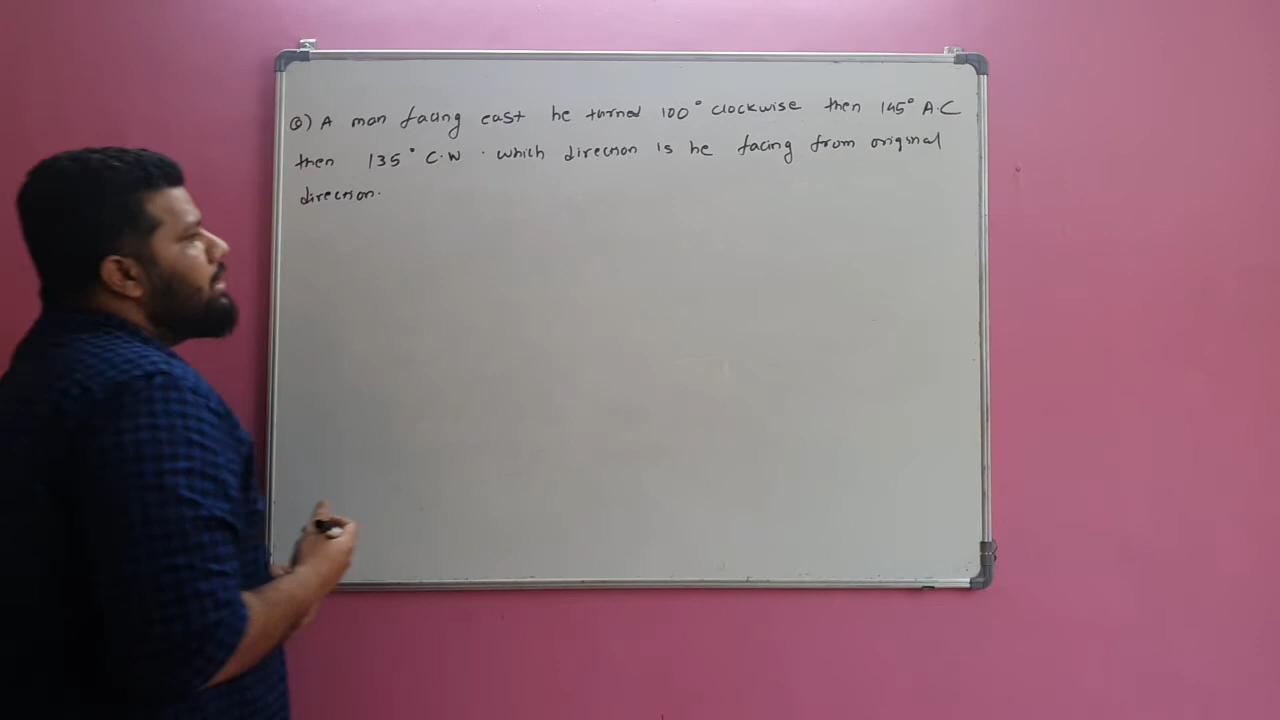 Q) A man facing east he turned 100° clockwise then 145° A.C
then 135° C.W. which direction is he facing from original
direction.